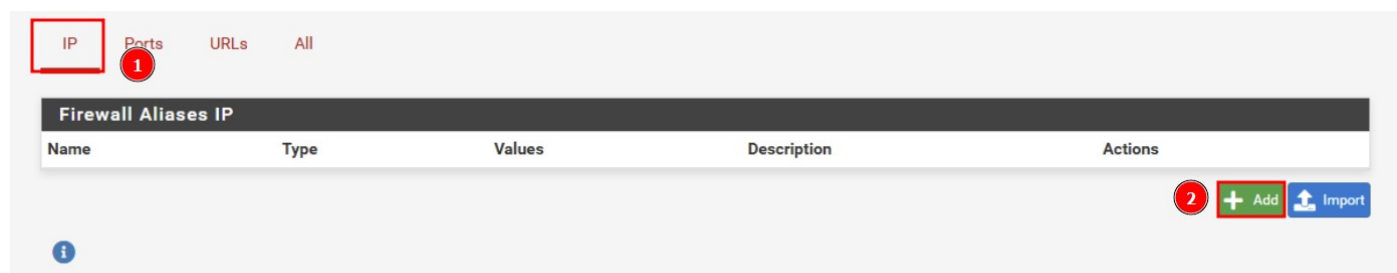 IP Ports URLs All
1
Firewall Aliases IP
Name Type Values Description Actions
2 Add Import
i